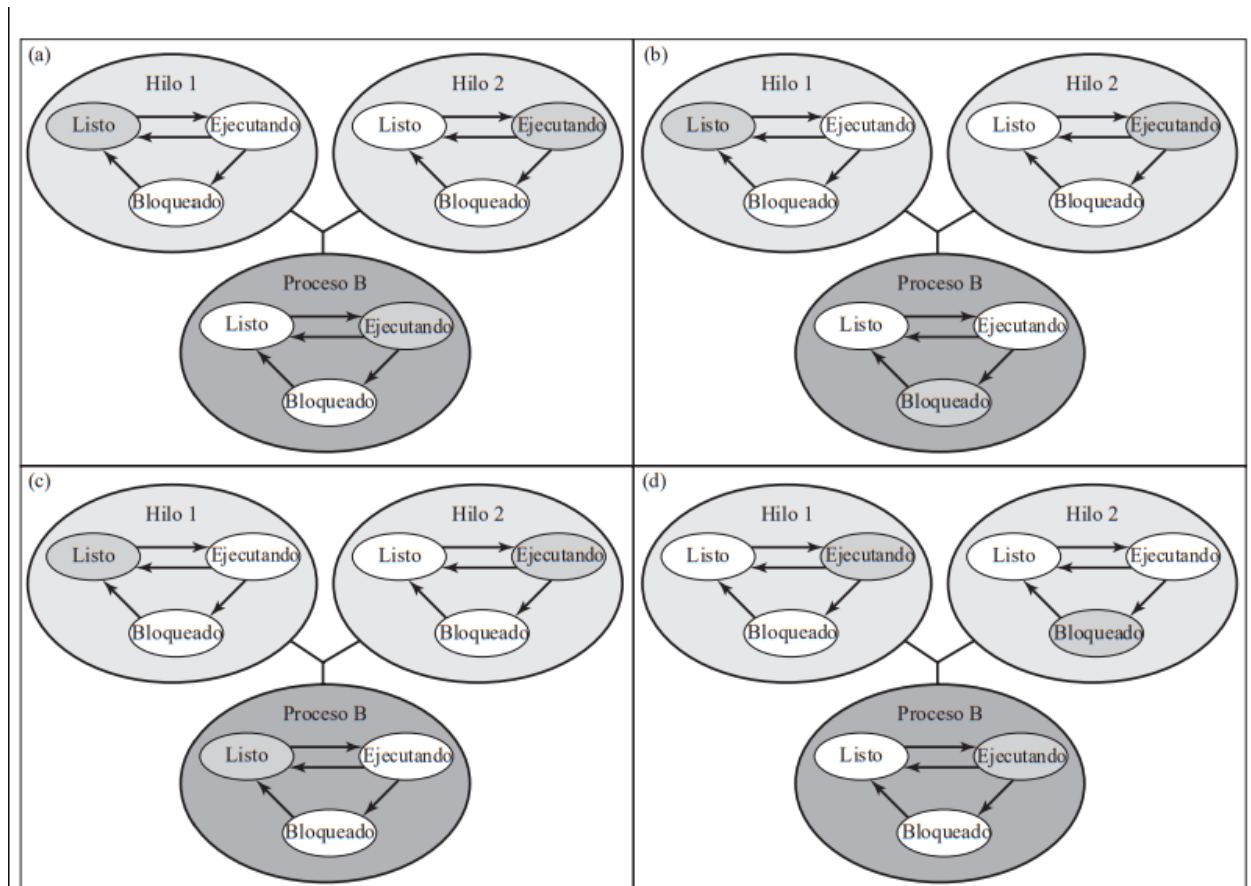 (a)
Hilo 1
Listo
Ejecutando
Bloqueado
Hilo 2
Listo
Ejecutando
Bloqueado
Proceso B
Listo
Ejecutando
Bloqueado
(b)
Hilo 1
Listo
Ejecutando
Bloqueado
Hilo 2
Listo
Ejecutando
Bloqueado
Proceso B
Listo
Ejecutando
Bloqueado
(c)
Hilo 1
Listo
Ejecutando
Bloqueado
Hilo 2
Listo
Ejecutando
Bloqueado
Proceso B
Listo
Ejecutando
Bloqueado
(d)
Hilo 1
Listo
Ejecutando
Bloqueado
Hilo 2
Listo
Ejecutando
Bloqueado
Proceso B
Listo
Ejecutando
Bloqueado